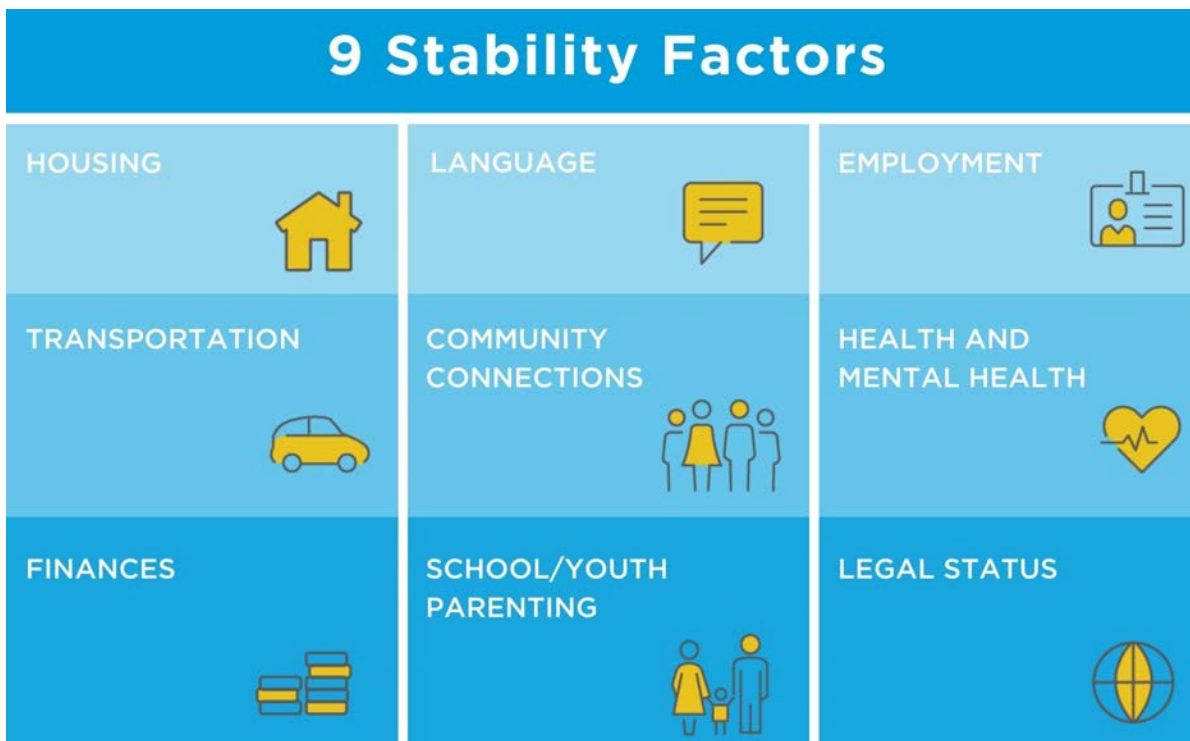 9 Stability Factors
HOUSING
LANGUAGE
EMPLOYMENT
TRANSPORTATION
COMMUNITY
CONNECTIONS
HEALTH AND
MENTAL HEALTH
FINANCES
SCHOOL/YOUTH
PARENTING
LEGAL STATUS